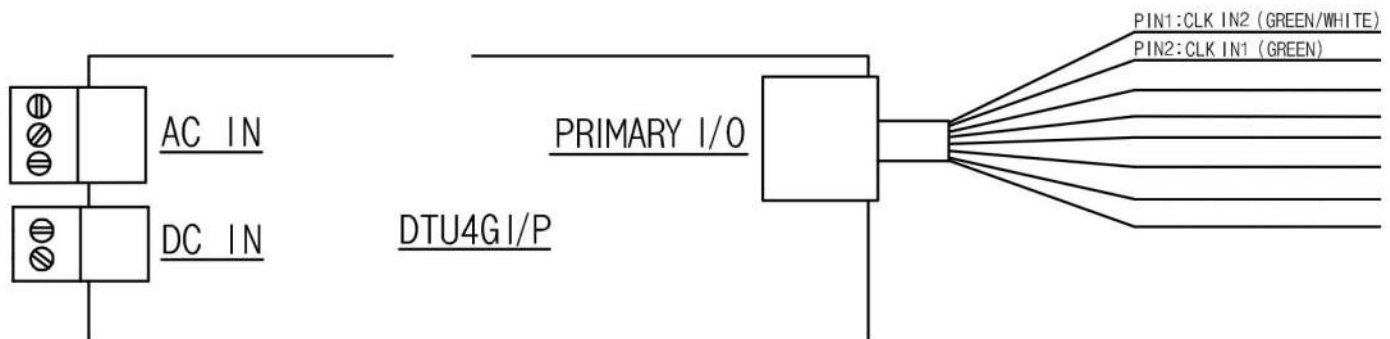 PIN1:CLK IN2 (GREEN/WHITE)
PIN2:CLK IN1 (GREEN)
AC IN
PRIMARY I/O
DC IN
DTU4GI/P